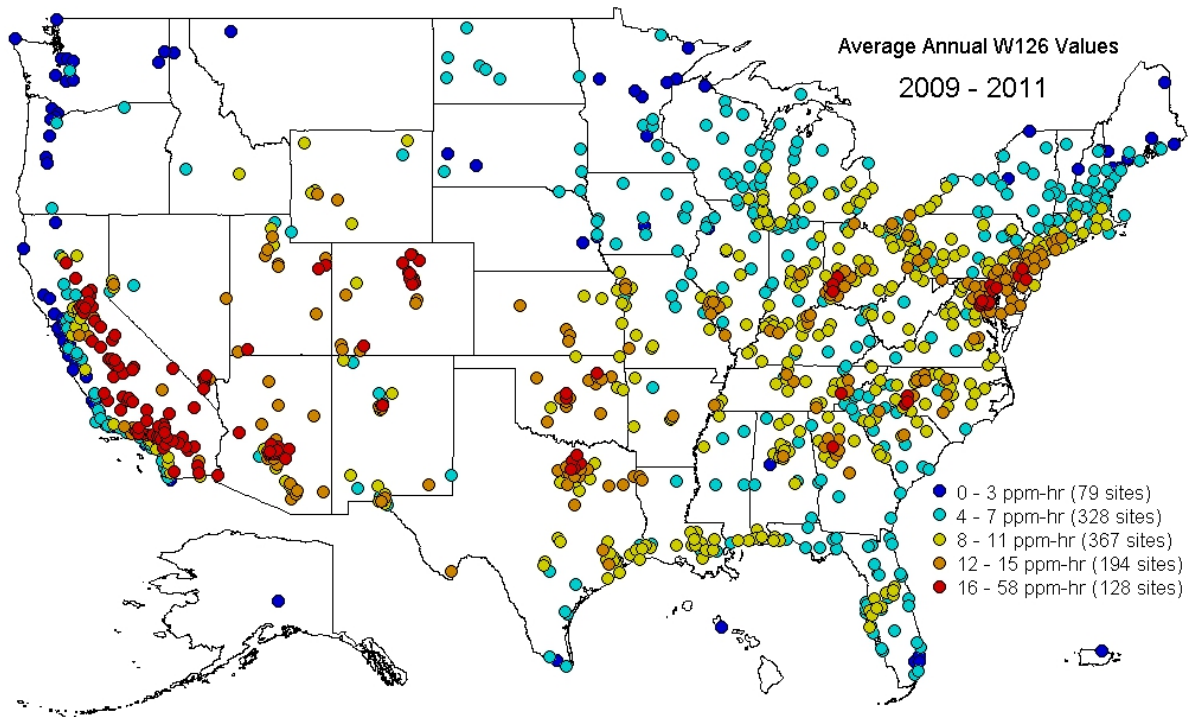 Average Annual W126 Values
2009 - 2011
0 - 3 ppm-hr (79 sites)
4 - 7 ppm-hr (328 sites)
8 - 11 ppm-hr (367 sites)
12 - 15 ppm-hr (194 sites)
16 - 58 ppm-hr (128 sites)